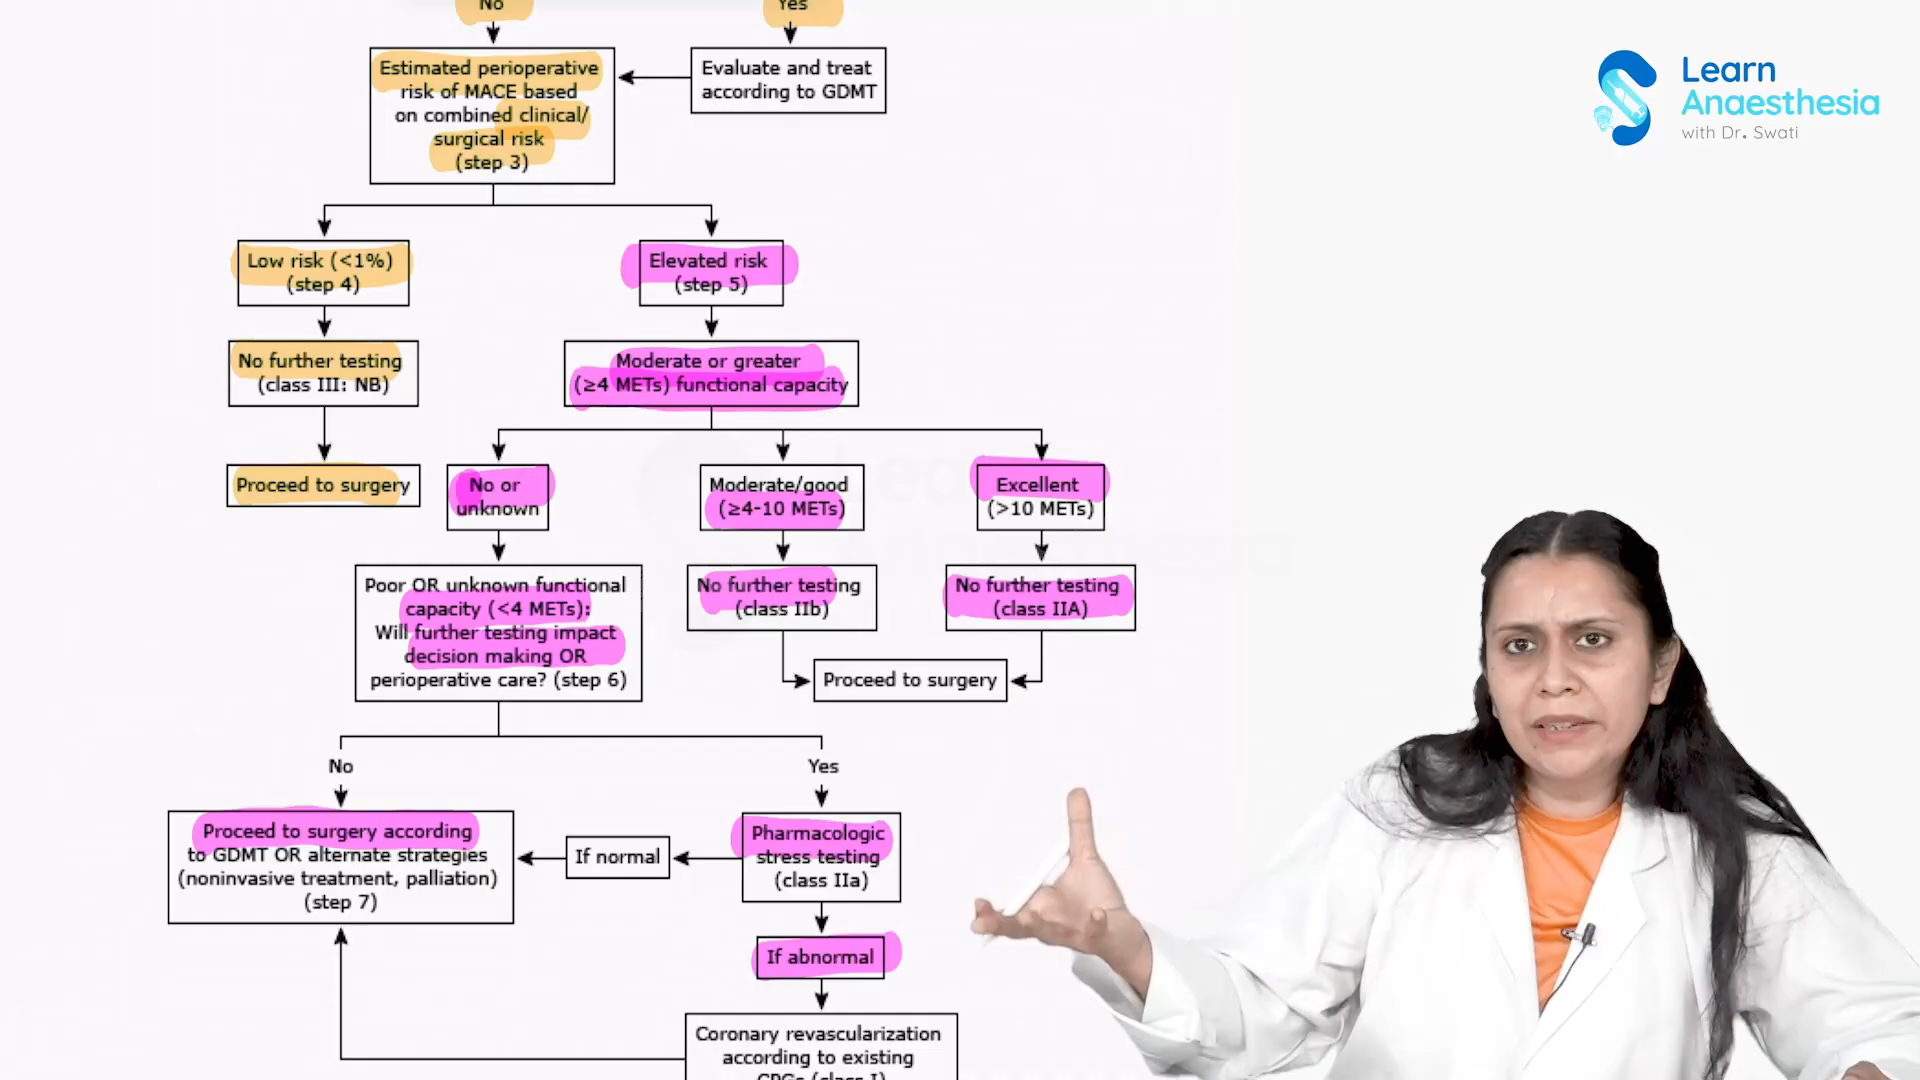 No
Yes
Estimated perioperative
risk of MACE based
on combined clinical/
surgical risk
(step 3)
Evaluate and treat
according to GDMT
Learn
Anaesthesia
with Dr. Swati
Low risk (<1%)
(step 4)
Elevated risk
(step 5)
No further testing
(class III: NB)
Moderate or greater
(≥4 METs) functional capacity
Proceed to surgery
No or
unknown
Moderate/good
(≥4-10 METs)
Excellent
(>10 METs)
Poor OR unknown functional
capacity (<4 METs):
Will further testing impact
decision making OR
perioperative care? (step 6)
No further testing
(class IIb)
No further testing
(class IIA)
Proceed to surgery
No
Yes
Proceed to surgery according
to GDMT OR alternate strategies
(noninvasive treatment, palliation)
(step 7)
If normal
Pharmacologic
stress testing
(class IIa)
If abnormal
Coronary revascularization
according to existing
CPGs (class I)